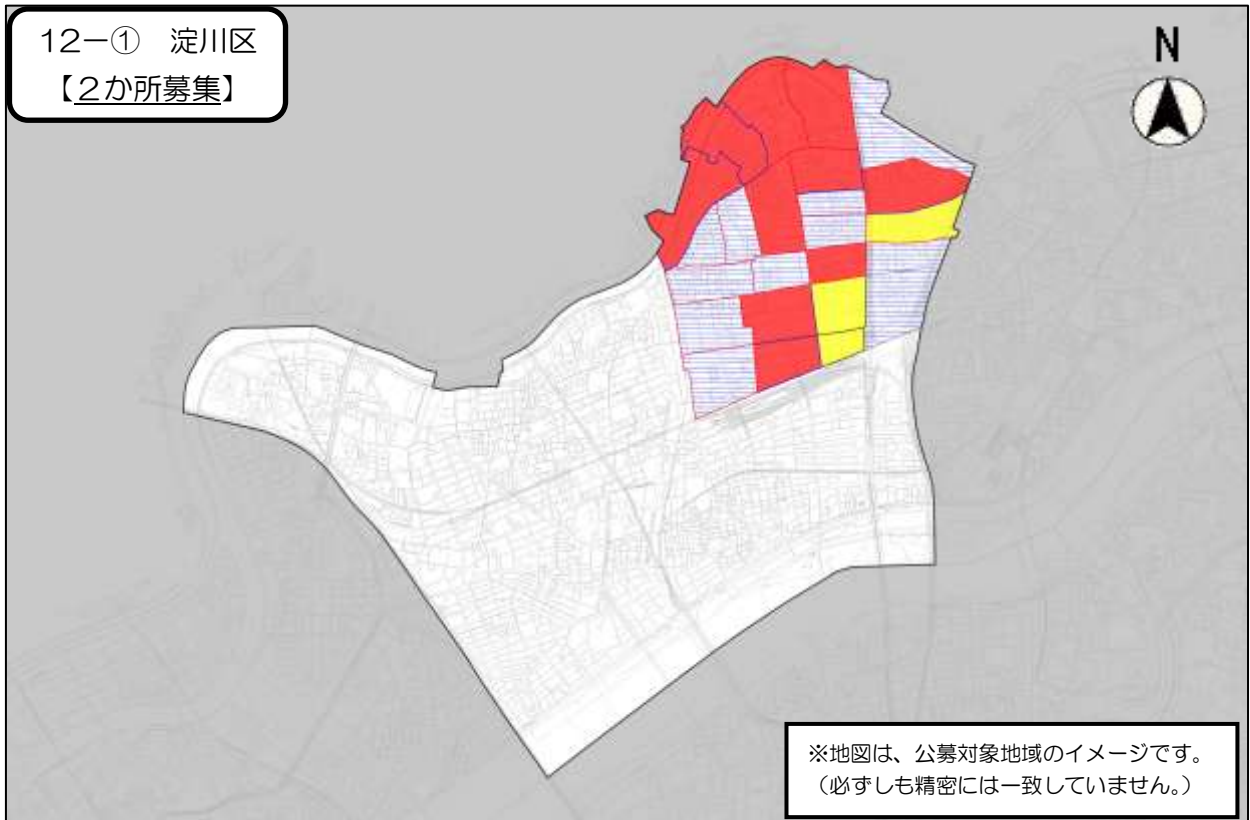 12－① 淀川区
【２か所募集】
N
※地図は、公募対象地域のイメージです。
（必ずしも精密には一致していません。）